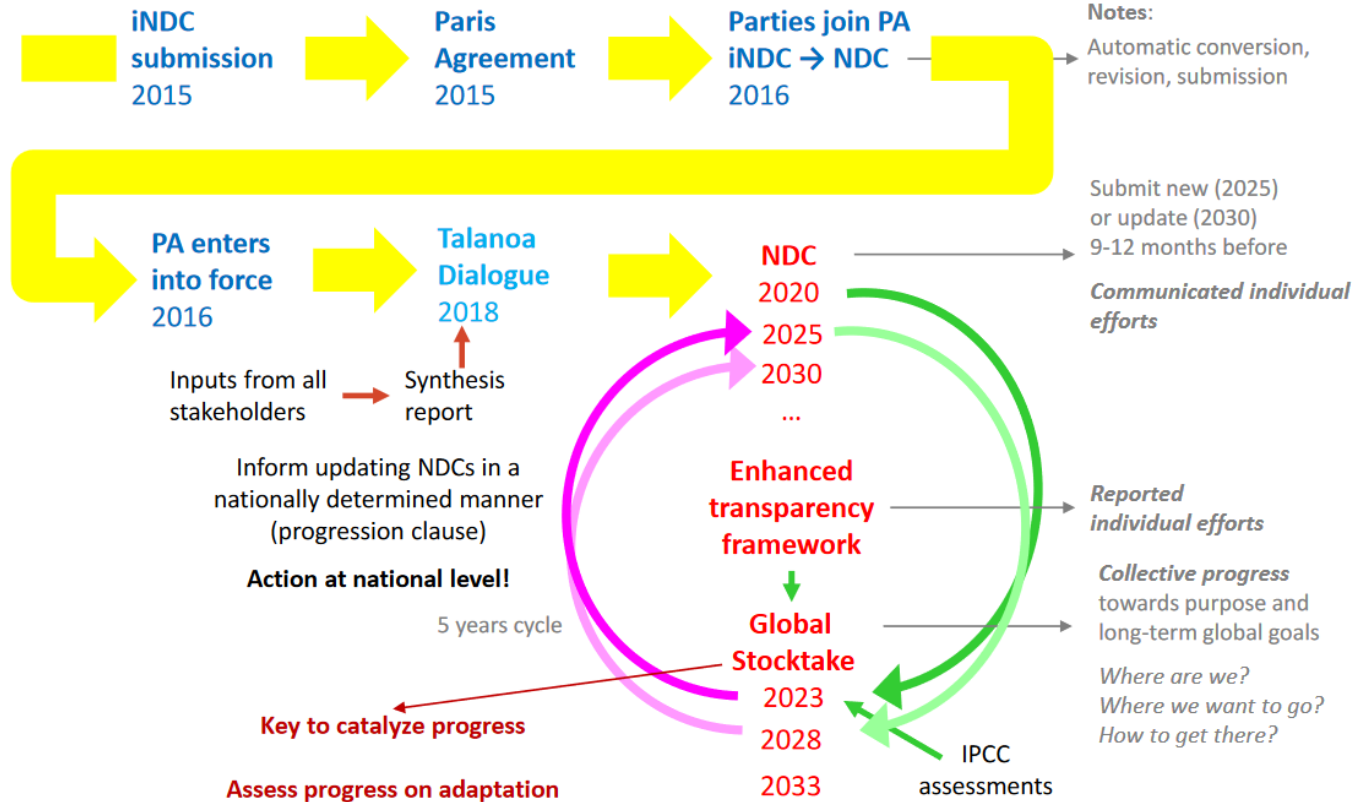 iNDC
submission
2015
Paris
Agreement
2015
Parties join PA
iNDC → NDC
2016
Notes:
Automatic conversion,
revision, submission
PA enters
into force
2016
Talanoa
Dialogue
2018
NDC
2020
2025
2030
...
Submit new (2025)
or update (2030)
9-12 months before
Communicated individual
efforts
Inputs from all
stakeholders
Synthesis
report
Inform updating NDCs in a
nationally determined manner
(progression clause)
Action at national level!
5 years cycle
Enhanced
transparency
framework
Reported
individual efforts
Global
Stocktake
2023
2028
2033
Collective progress
towards purpose and
long-term global goals
Where are we?
Where we want to go?
How to get there?
Key to catalyze progress
Assess progress on adaptation
IPCC
assessments